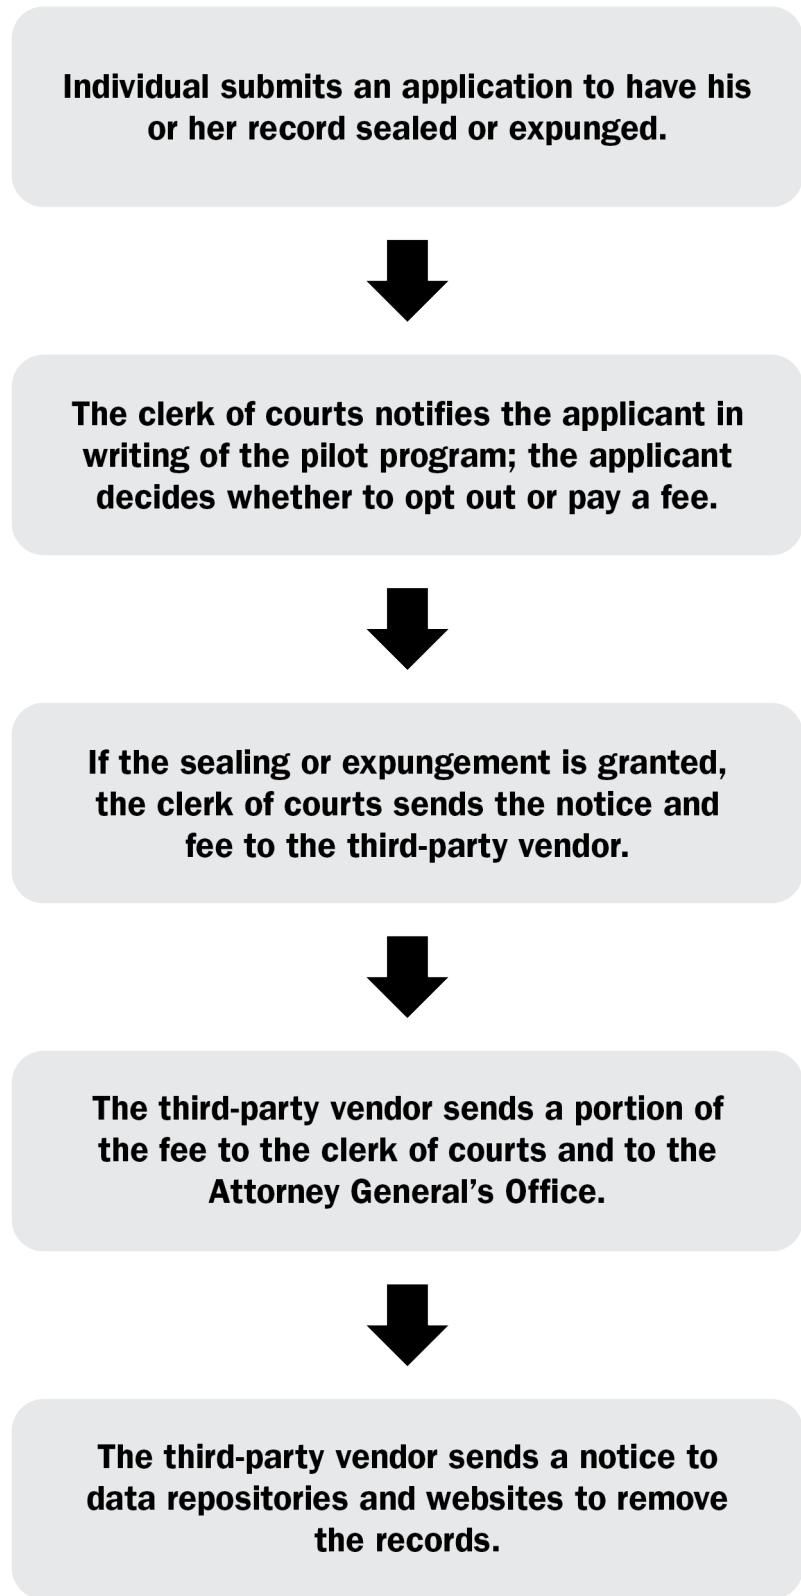 Individual submits an application to have his
or her record sealed or expunged.
The clerk of courts notifies the applicant in
writing of the pilot program; the applicant
decides whether to opt out or pay a fee.
If the sealing or expungement is granted,
the clerk of courts sends the notice and
fee to the third-party vendor.
The third-party vendor sends a portion of
the fee to the clerk of courts and to the
Attorney General’s Office.
The third-party vendor sends a notice to
data repositories and websites to remove
the records.